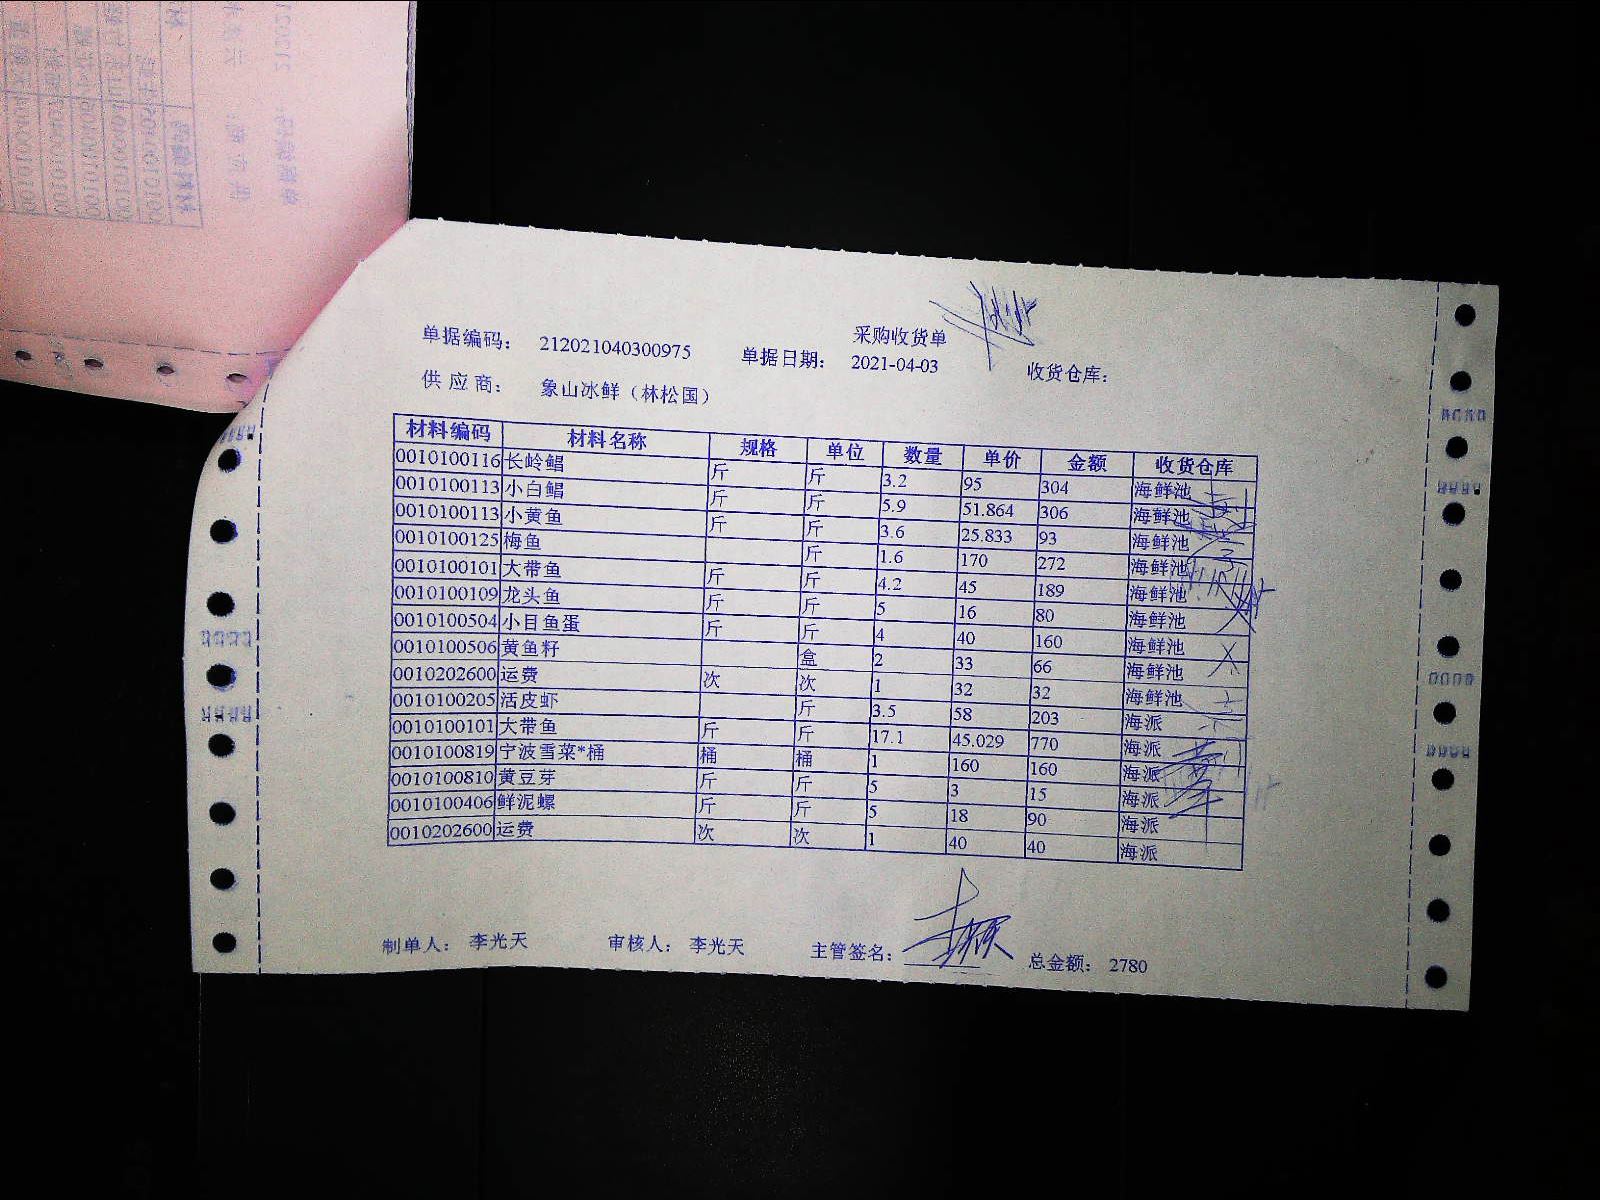 采购收货单
单据编码： 212021040300975 单据日期： 2021-04-03 收货仓库：
供 应 商： 象山冰鲜（林松国）
材料编码 材料名称 规格 单位 数量 单价 金额 收货仓库
0010100116 长岭鲳 斤 斤 3.2 95 304 海鲜池
0010100113 小白鲳 斤 斤 5.9 51.864 306 海鲜池
0010100113 小黄鱼 斤 斤 3.6 25.833 93 海鲜池
0010100125 梅鱼 斤 1.6 170 272 海鲜池
0010100101 大带鱼 斤 斤 4.2 45 189 海鲜池
0010100109 龙头鱼 斤 斤 5 16 80 海鲜池
0010100504 小目鱼蛋 斤 斤 4 40 160 海鲜池
0010100506 黄鱼籽 盒 2 33 66 海鲜池
0010202600 运费 次 次 1 32 32 海鲜池
0010100205 活皮虾 斤 3.5 58 203 海派
0010100101 大带鱼 斤 斤 17.1 45.029 770 海派
0010100819 宁波雪菜*桶 桶 桶 1 160 160 海派
0010100810 黄豆芽 斤 斤 5 3 15 海派
0010100406 鲜泥螺 斤 斤 5 18 90 海派
0010202600 运费 次 次 1 40 40 海派
制单人： 李光天 审核人： 李光天 主管签名： 总金额： 2780